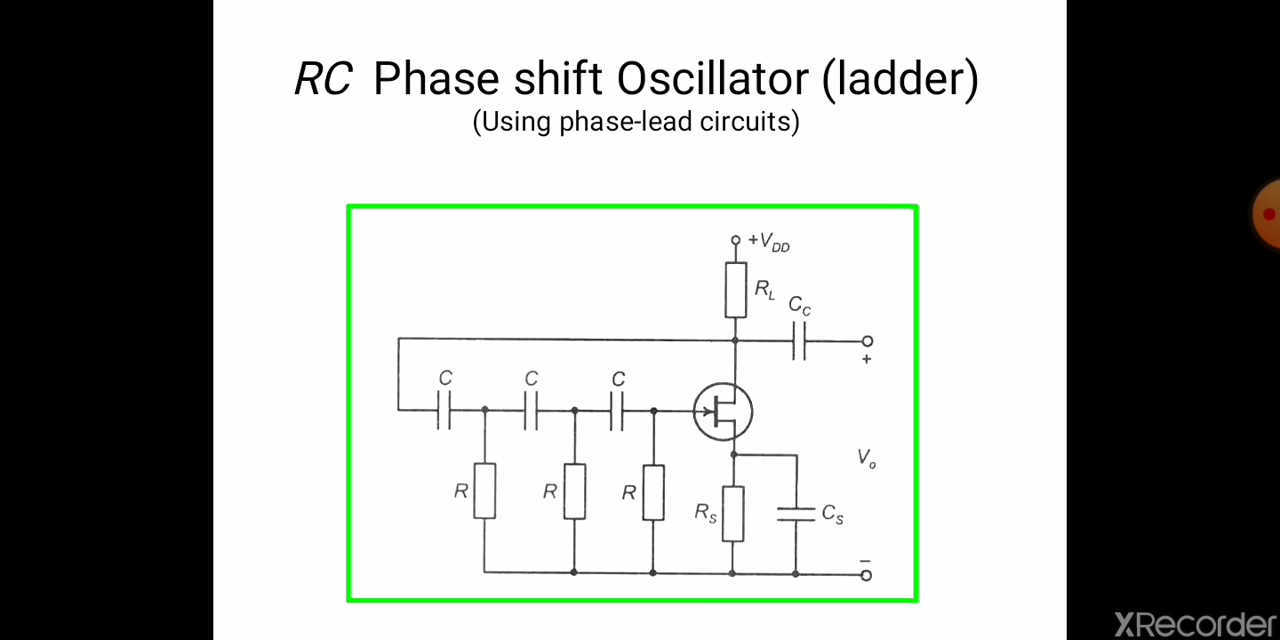 RC Phase shift Oscillator (ladder)
(Using phase-lead circuits)
+VDD
RL
CC
+
C
C
C
Vo
R
R
R
RS
CS
–
XRecorder